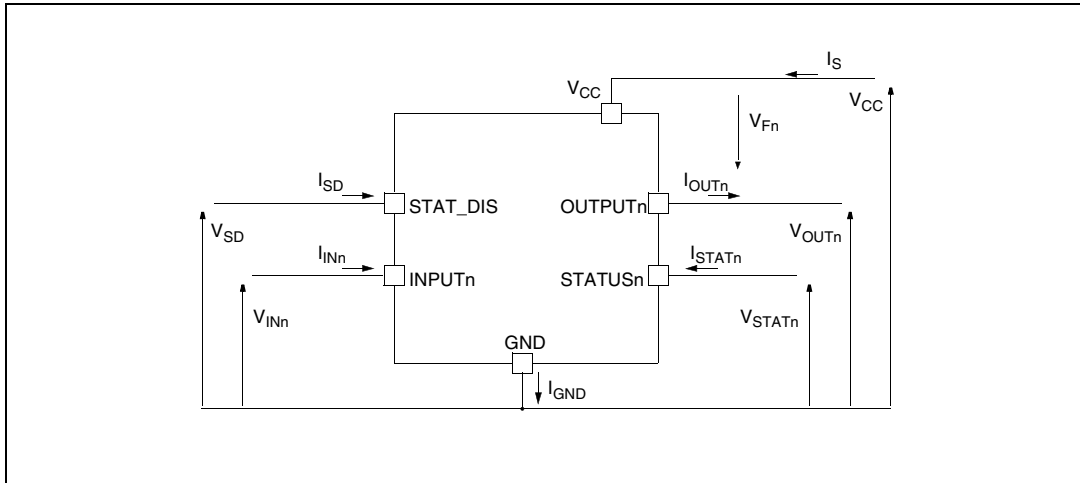 I_S
V_CC
V_CC
V_Fn
I_SD
I_OUTn
STAT_DIS
OUTPUTn
V_SD
V_OUTn
I_INn
I_STATn
INPUTn
STATUSn
V_INn
V_STATn
GND
I_GND